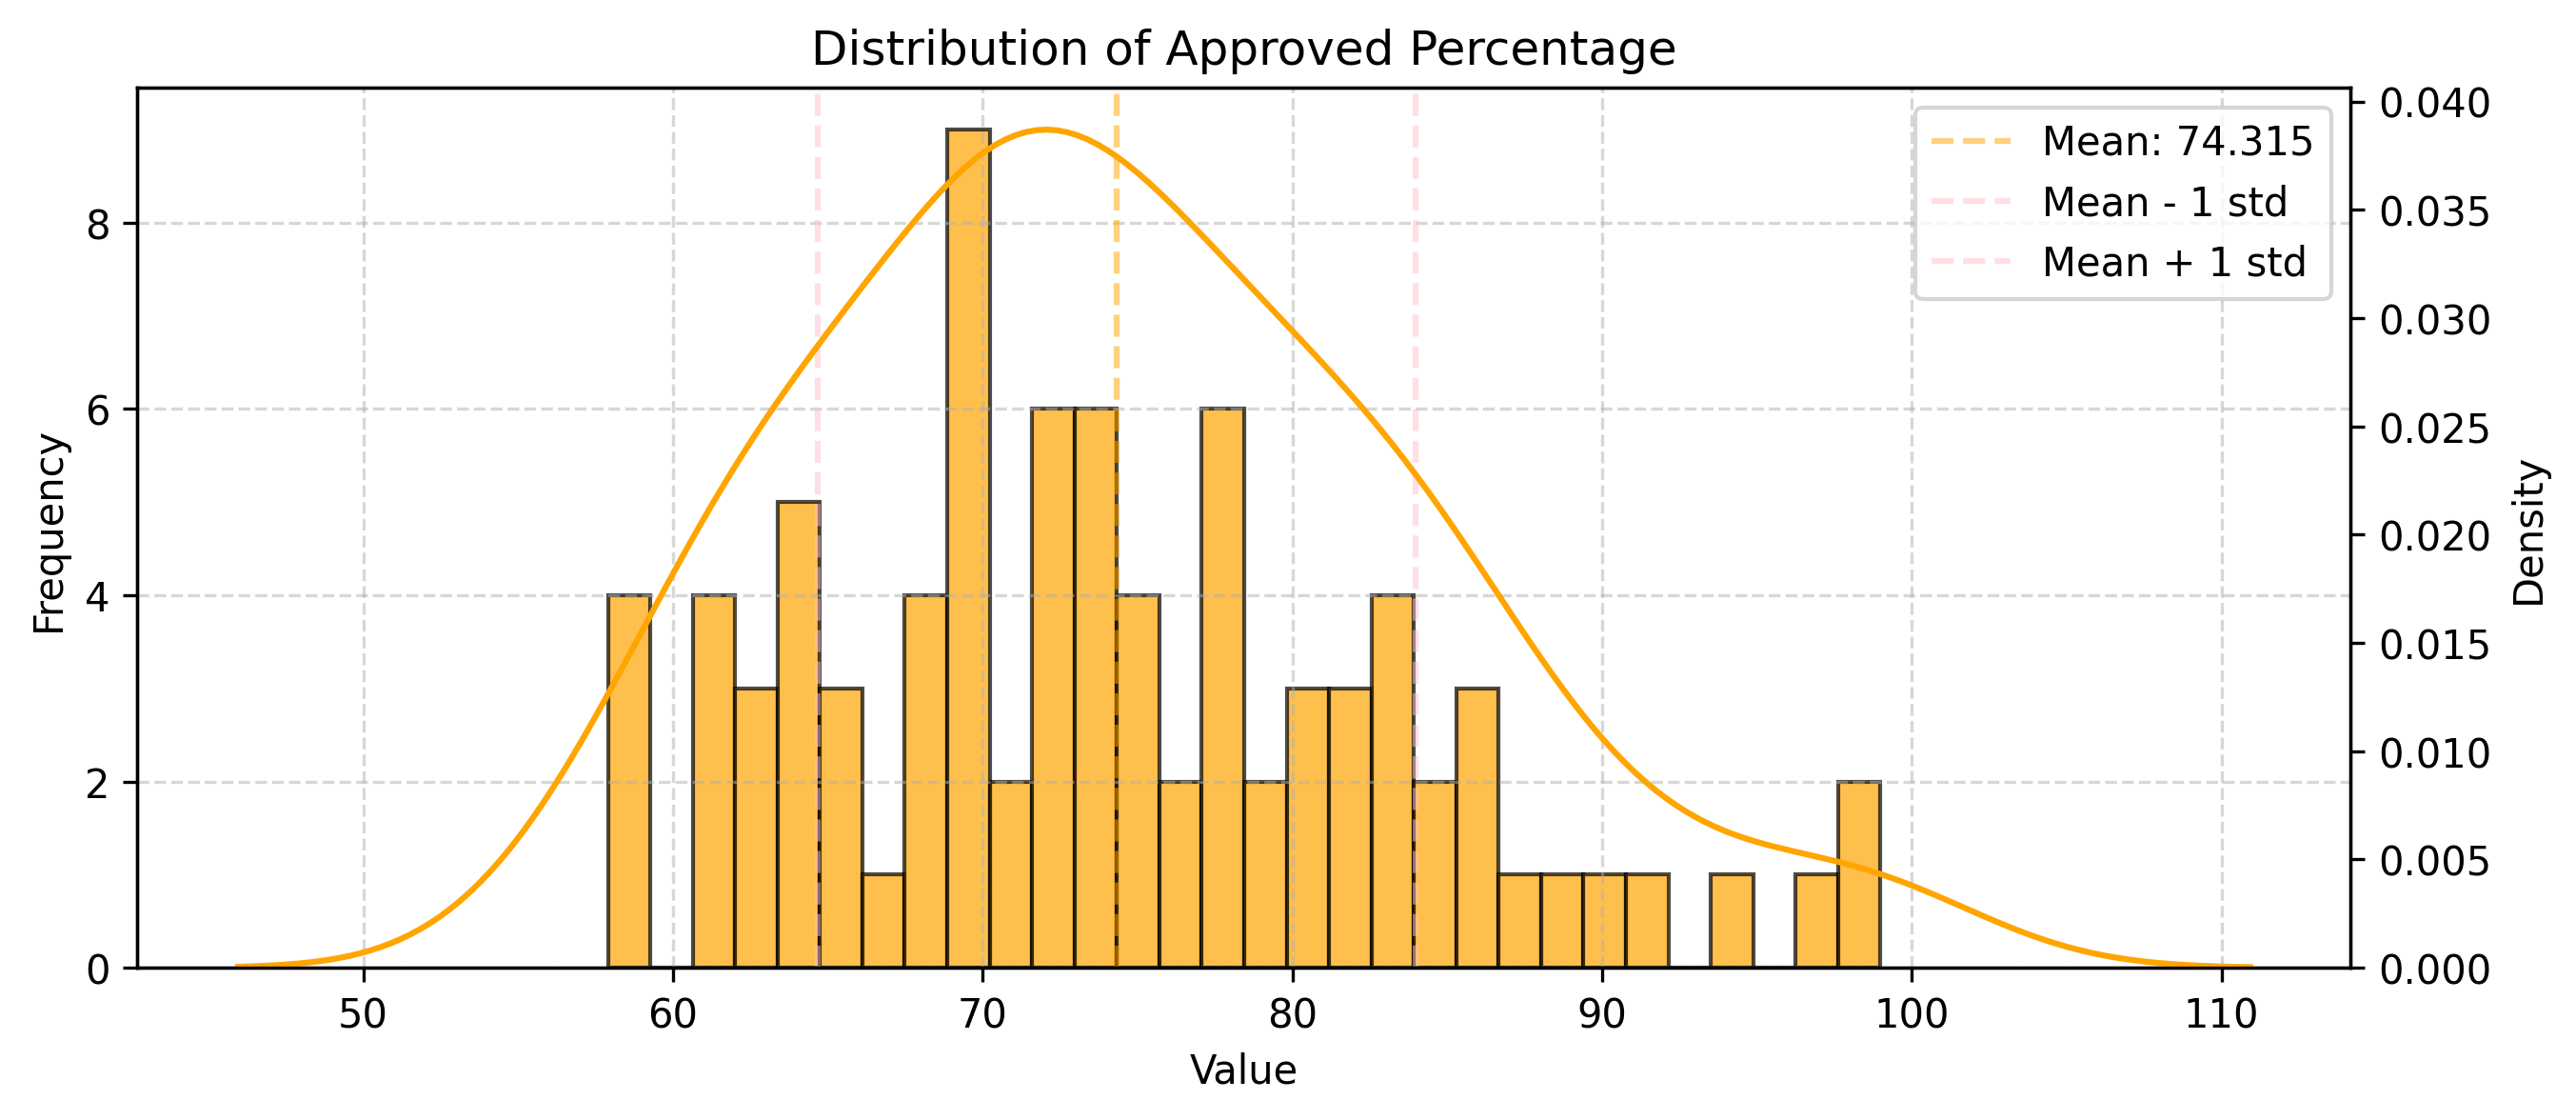 Distribution of Approved Percentage
Mean: 74.315
Mean - 1 std
Mean + 1 std
Frequency
8
6
4
2
0
0.040
0.035
0.030
0.025
0.020
0.015
0.010
0.005
0.000
Density
50 60 70 80 90 100 110
Value